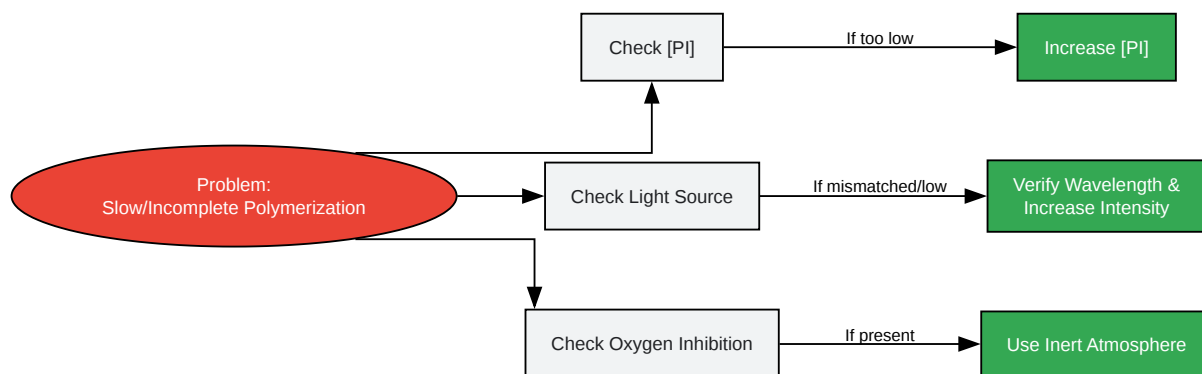 Check [PI]
If too low
Increase [PI]
Problem:
Slow/Incomplete Polymerization
Check Light Source
If mismatched/low
Verify Wavelength &
Increase Intensity
Check Oxygen Inhibition
If present
Use Inert Atmosphere